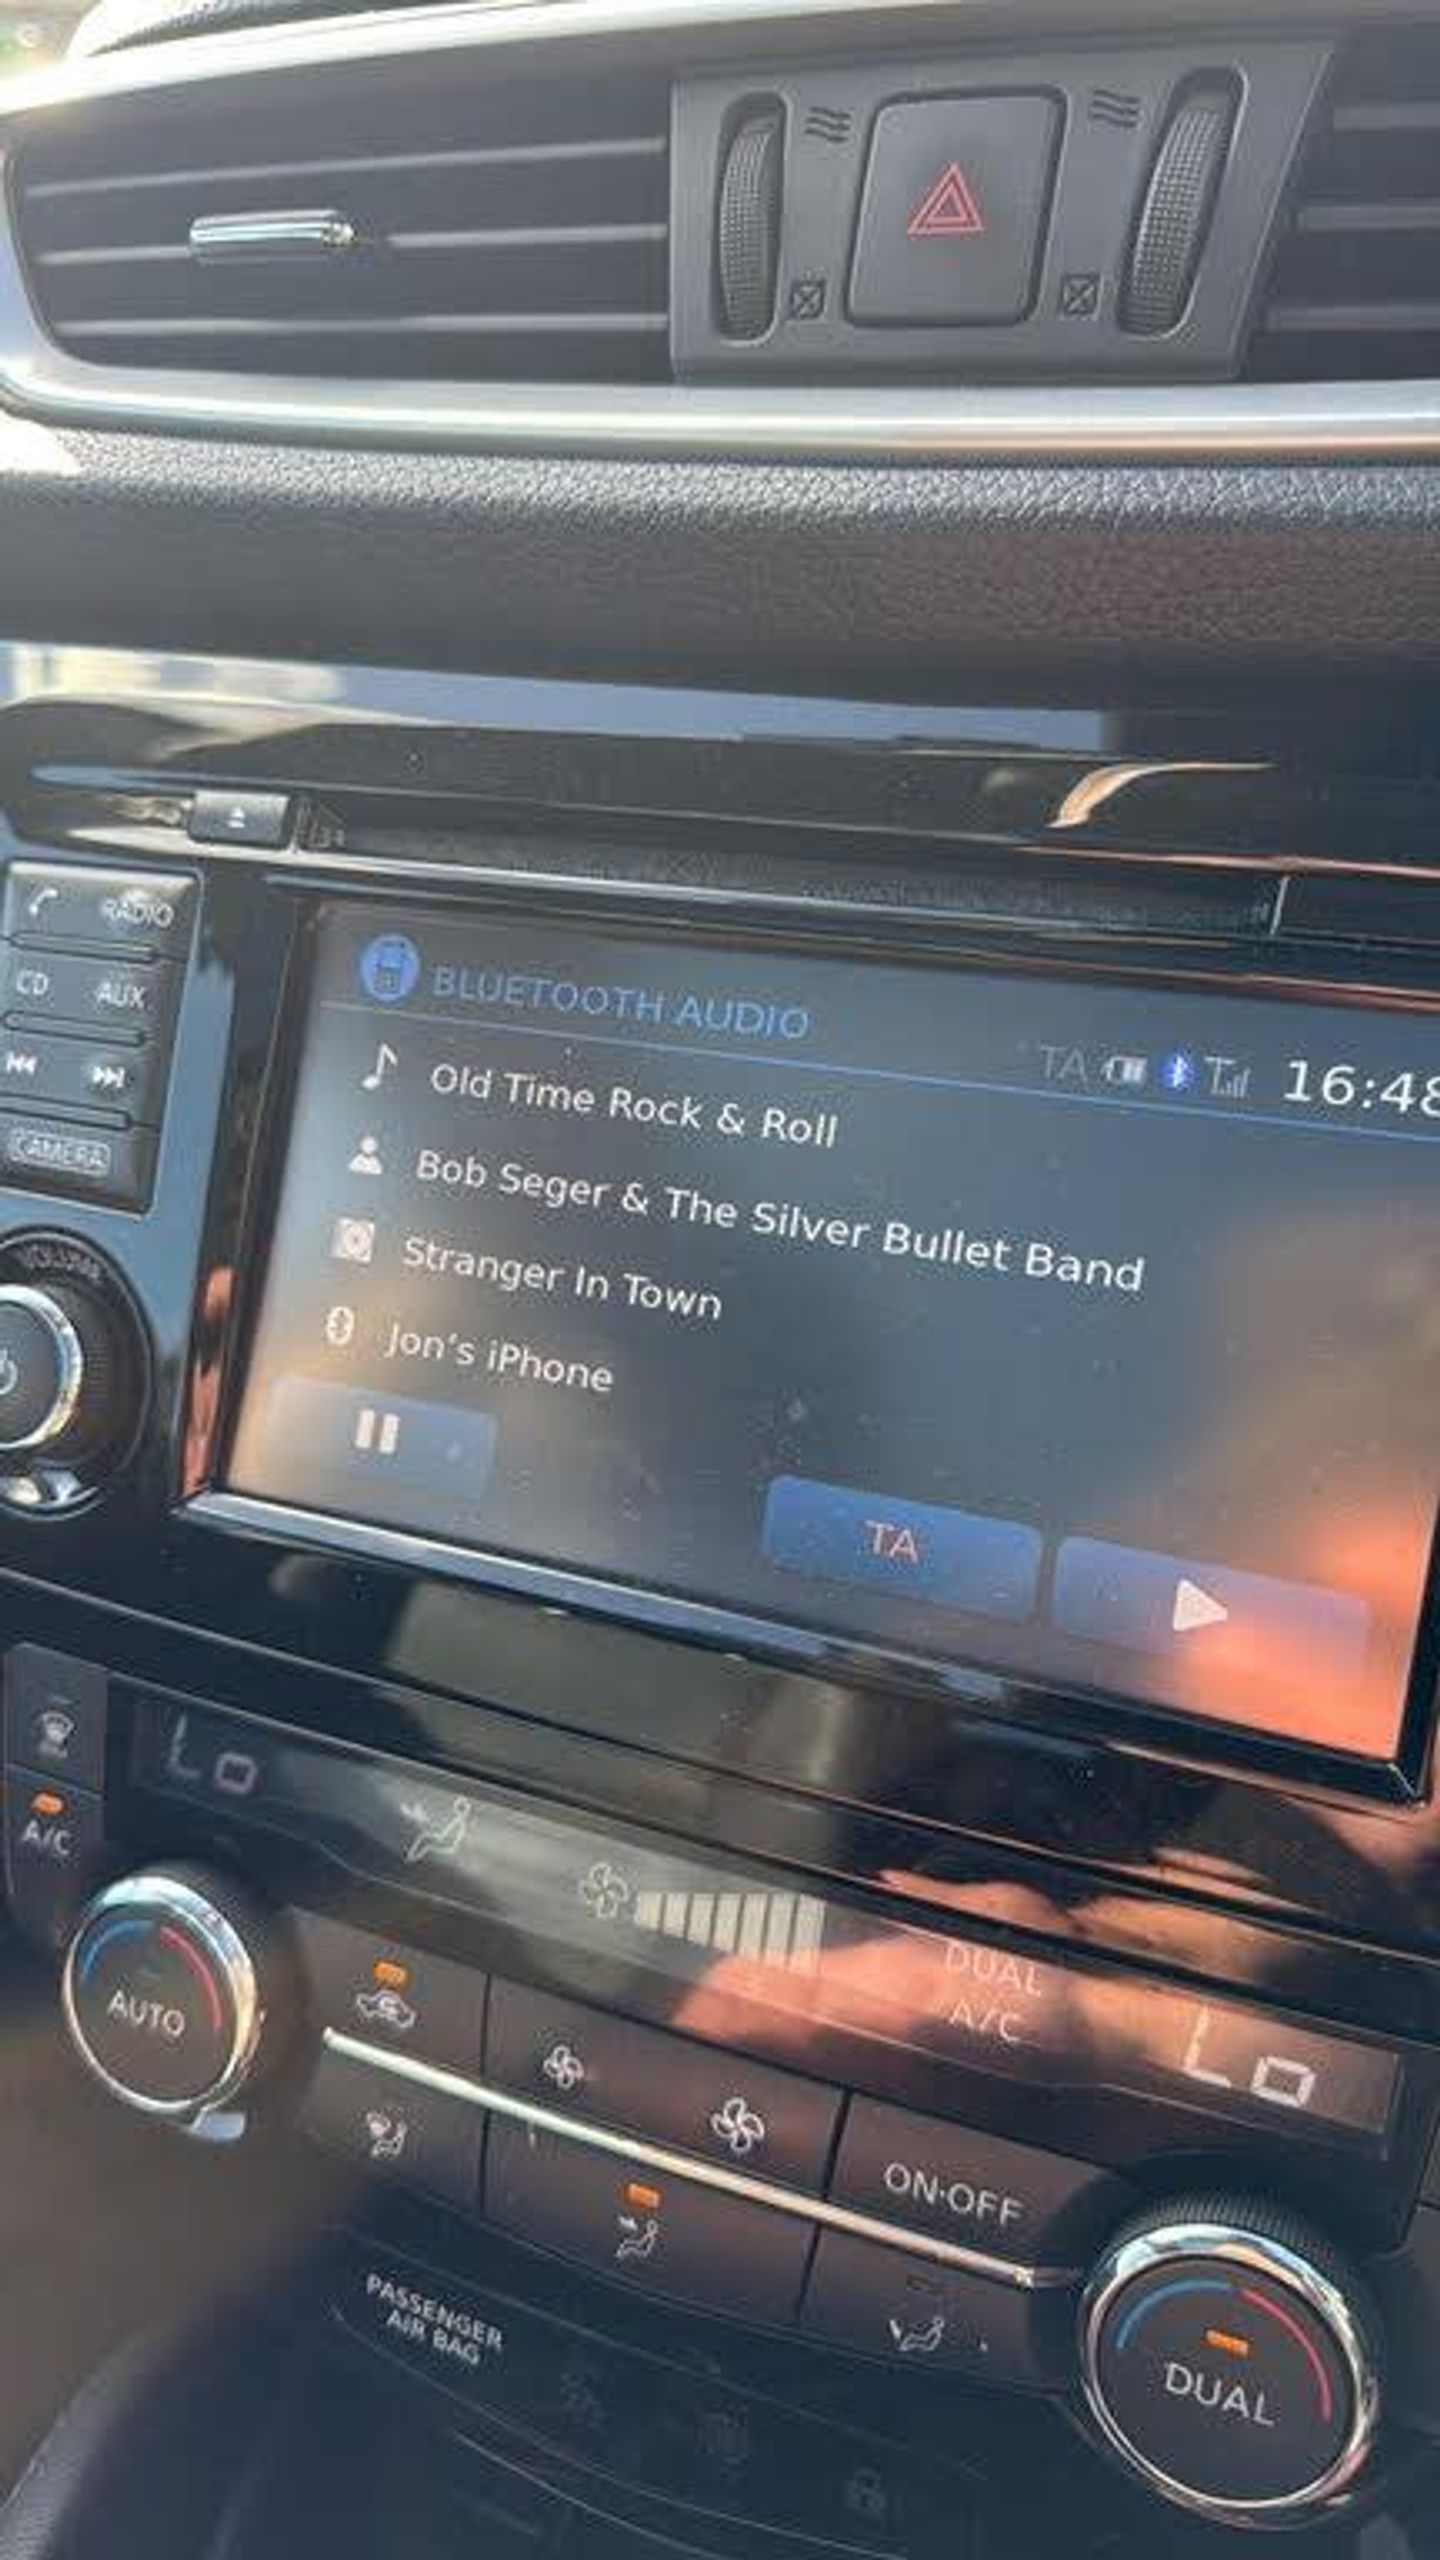 RADIO
CD AUX
CAMERA
VOLUME
BLUETOOTH AUDIO
TA 16:48
Old Time Rock & Roll
Bob Seger & The Silver Bullet Band
Stranger In Town
Jon's iPhone
TA
Lo
A/C
AUTO
DUAL
A/C
Lo
ON·OFF
DUAL
PASSENGER
AIR BAG